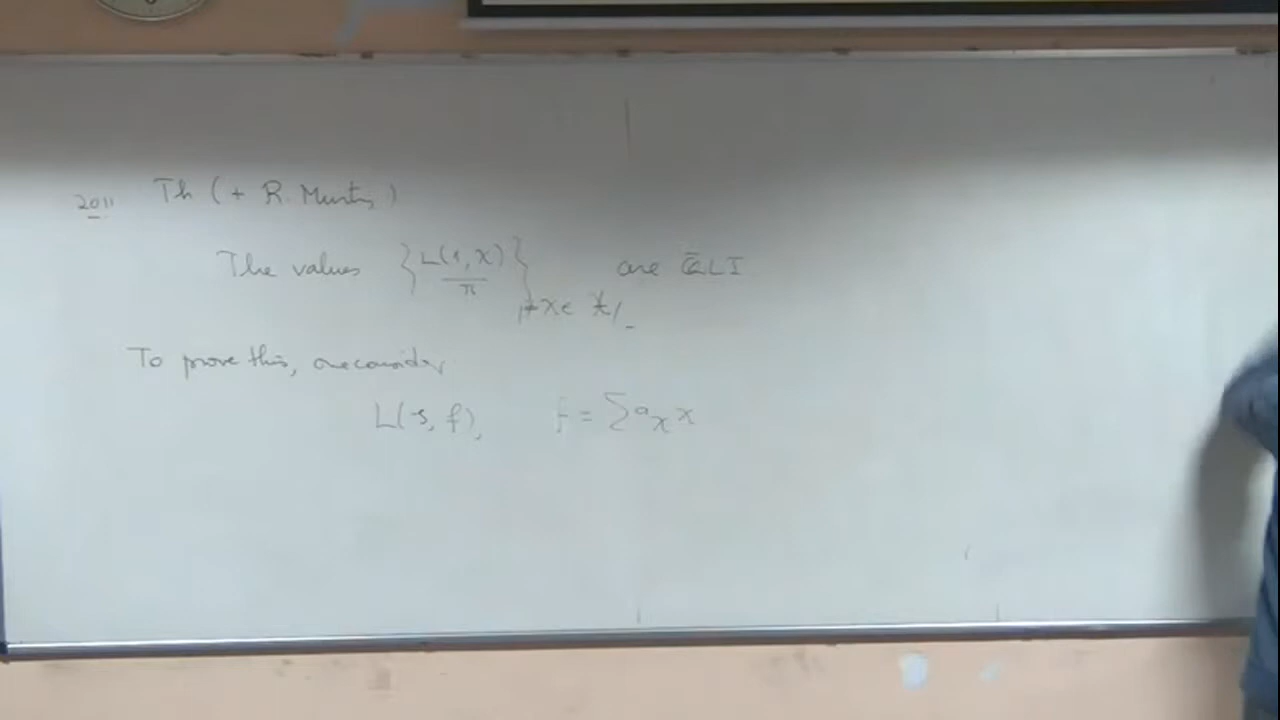 2011 Th (+ R. Murty)
The values { L(1, χ) / π } are Q̄ LI
≠ χ ∈
To prove this, one considers
L(s, f), f = Σ a_χ χ